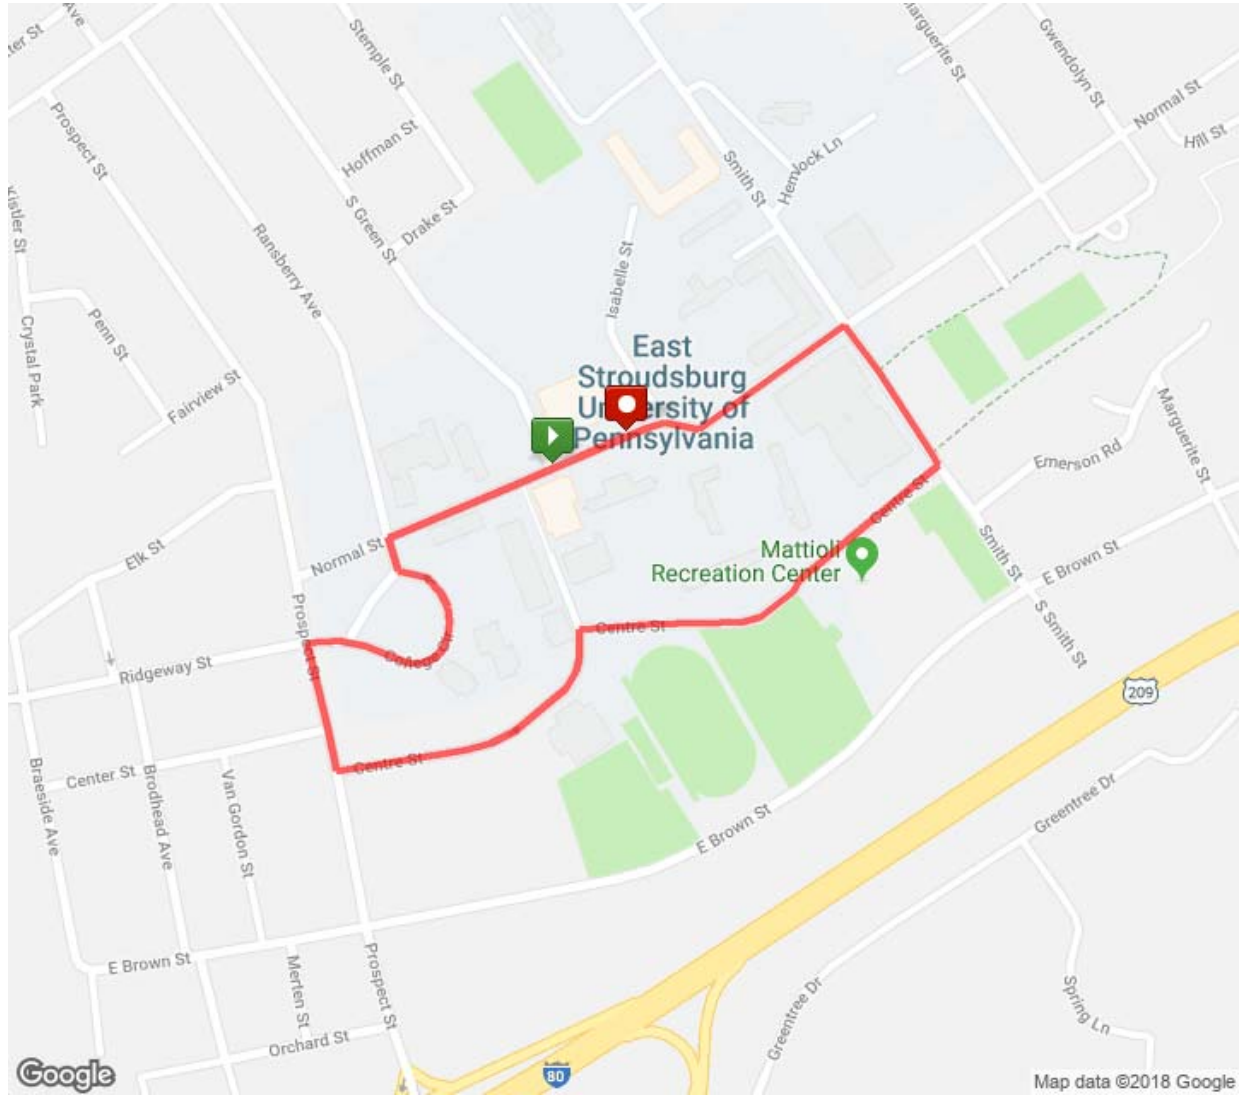 Ave
Stemple St
Marguerite St
Gwendolyn St
Normal St
Hill St
Prospect St
Hoffman St
Smith St
Hemlock Ln
Kistler St
S Green St
Drake St
Ransberry Ave
Isabelle St
Penn St
Crystal Park
East
Stroudsburg
University of
Pennsylvania
Fairview St
Marguerite St
Emerson Rd
Centre St
Elk St
Normal St
Smith St
Mattioli
Recreation Center
E Brown St
Prospect St
Centre St
S Smith St
College Cir
Ridgeway St
209
Centre St
Center St
Braeside Ave
Brodhead Ave
Van Gordon St
Greentree Dr
E Brown St
E Brown St
Prospect St
Merten St
Greentree Dr
Spring Ln
Orchard St
80
Google
Map data ©2018 Google